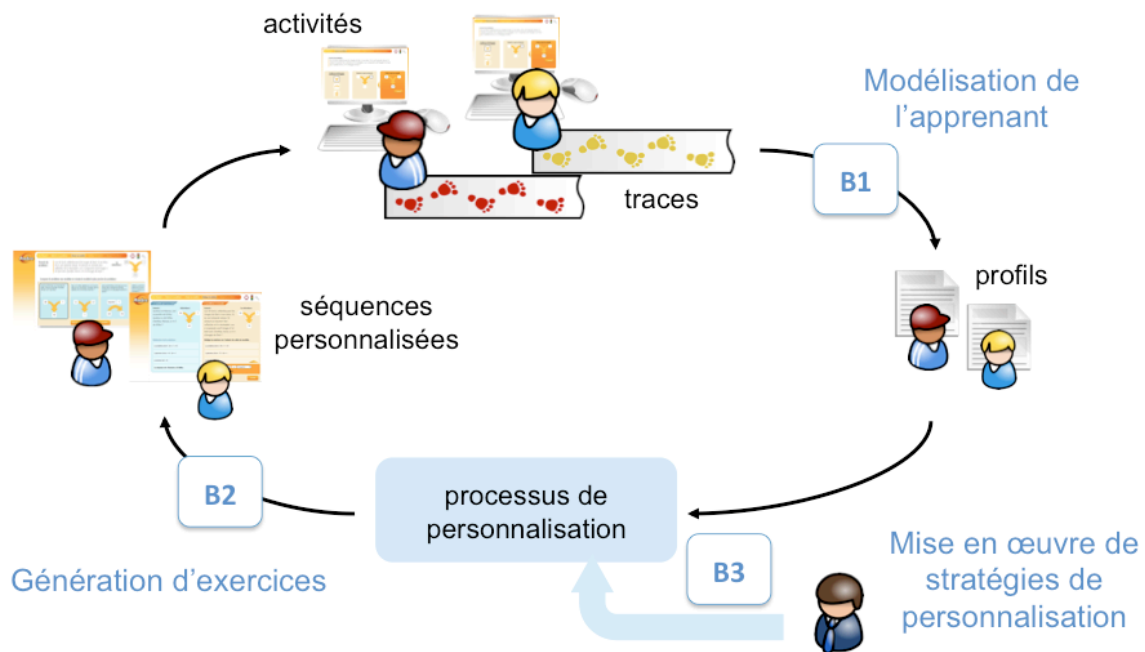 activités
Modélisation de
l’apprenant
B1
traces
profils
séquences
personnalisées
B2
processus de
personnalisation
B3
Génération d’exercices
Mise en œuvre de
stratégies de
personnalisation